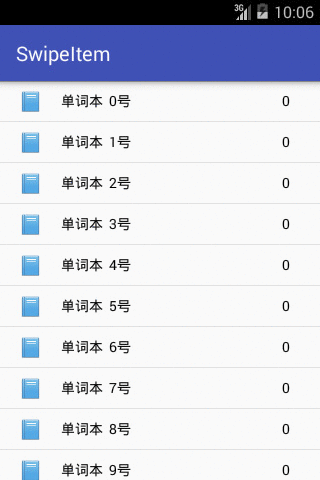 3G 10:06
SwipeItem
单词本 0号 0
单词本 1号 0
单词本 2号 0
单词本 3号 0
单词本 4号 0
单词本 5号 0
单词本 6号 0
单词本 7号 0
单词本 8号 0
单词本 9号 0